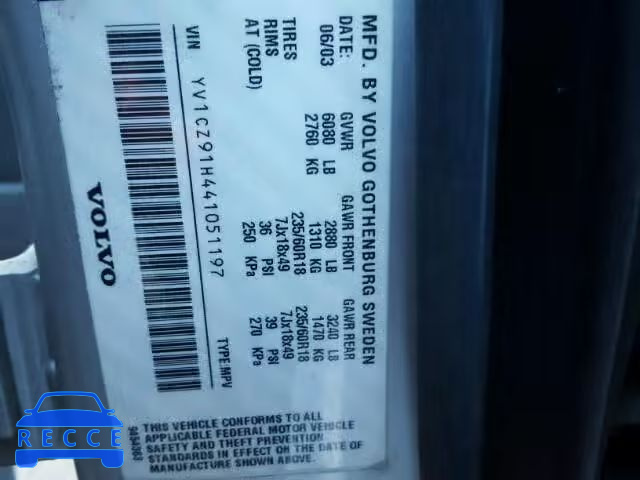 MFD. BY VOLVO GOTHENBURG SWEDEN
DATE: GVWR GAWR FRONT GAWR REAR
06/03 6080 LB 2880 LB 3240 LB
2760 KG 1310 KG 1470 KG
TIRES 235/60R18 235/60R18
RIMS 7Jx18x49 7Jx18x49
AT (COLD) 36 PSI 39 PSI
250 KPa 270 KPa
VIN YV1CZ91H441051197 TYPE:MPV
VOLVO
THIS VEHICLE CONFORMS TO ALL
APPLICABLE FEDERAL MOTOR VEHICLE
SAFETY AND THEFT PREVENTION
STANDARDS IN EFFECT ON THE DATE OF
MANUFACTURE SHOWN ABOVE.
RECCE